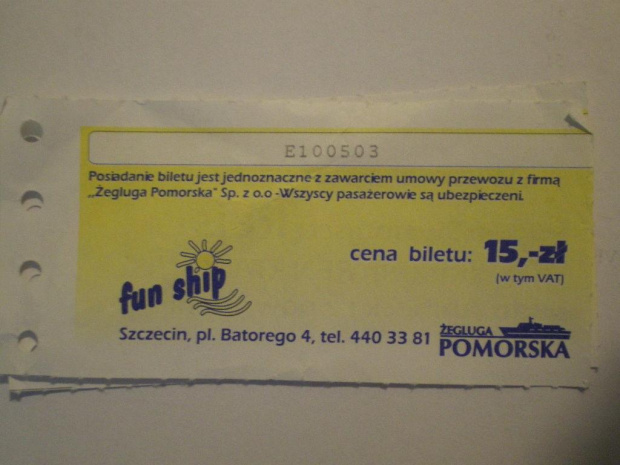 E100503
Posiadanie biletu jest jednoznaczne z zawarciem umowy przewozu z firmą
„Żegluga Pomorska" Sp. z o.o -Wszyscy pasażerowie są ubezpieczeni.
cena biletu: 15,-zł
(w tym VAT)
fun ship
Szczecin, pl. Batorego 4, tel. 440 33 81
ŻEGLUGA
POMORSKA